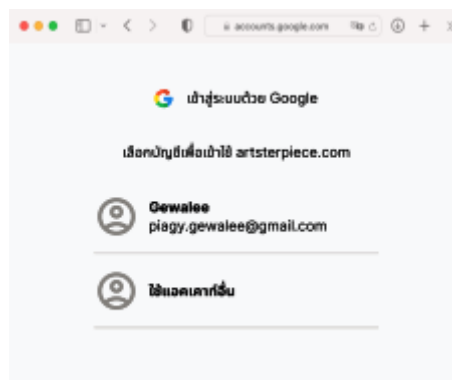 accounts.google.com
เข้าสู่ระบบด้วย Google
เลือกบัญชีเพื่อเข้าใช้ artsterpiece.com
Gewalee
piagy.gewalee@gmail.com
ใช้แอคเคาท์อื่น